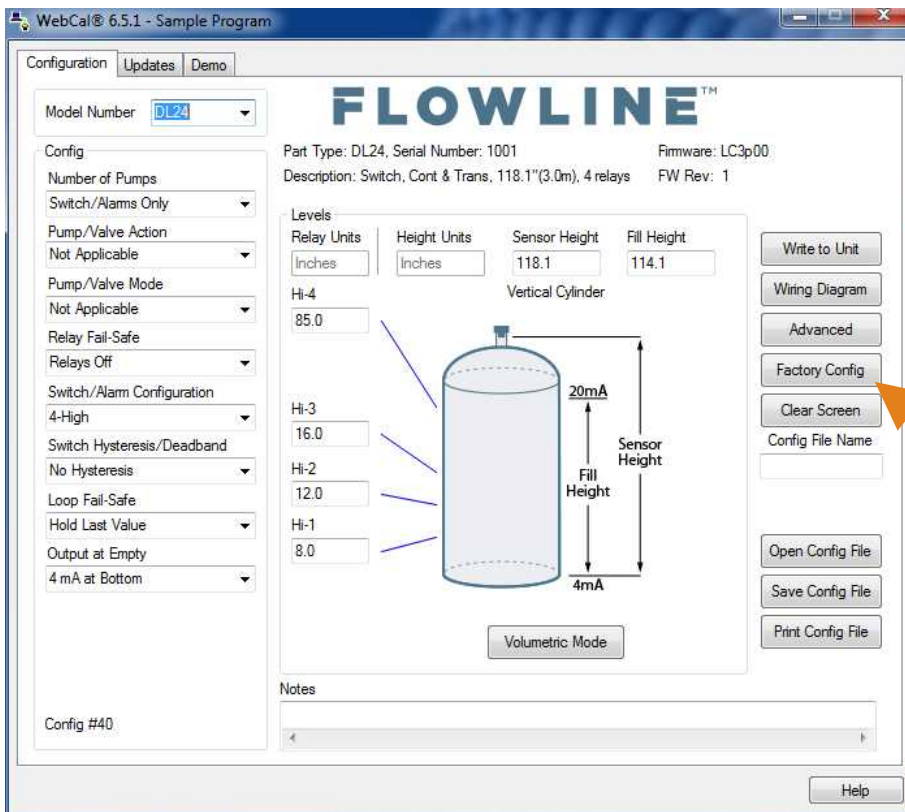 WebCal® 6.5.1 - Sample Program
Configuration Updates Demo
Model Number DL24
FLOWLINE™
Part Type: DL24, Serial Number: 1001 Firmware: LC3p00
Description: Switch, Cont & Trans, 118.1"(3.0m), 4 relays FW Rev: 1
Config
Number of Pumps
Switch/Alarms Only
Pump/Valve Action
Not Applicable
Pump/Valve Mode
Not Applicable
Relay Fail-Safe
Relays Off
Switch/Alarm Configuration
4-High
Switch Hysteresis/Deadband
No Hysteresis
Loop Fail-Safe
Hold Last Value
Output at Empty
4 mA at Bottom
Config #40
Levels
Relay Units Height Units Sensor Height Fill Height
Inches Inches 118.1 114.1
Vertical Cylinder
Hi-4
85.0
Hi-3
16.0
Hi-2
12.0
Hi-1
8.0
20mA
Sensor
Height
Fill
Height
4mA
Volumetric Mode
Write to Unit
Wiring Diagram
Advanced
Factory Config
Clear Screen
Config File Name
Open Config File
Save Config File
Print Config File
Notes
Help